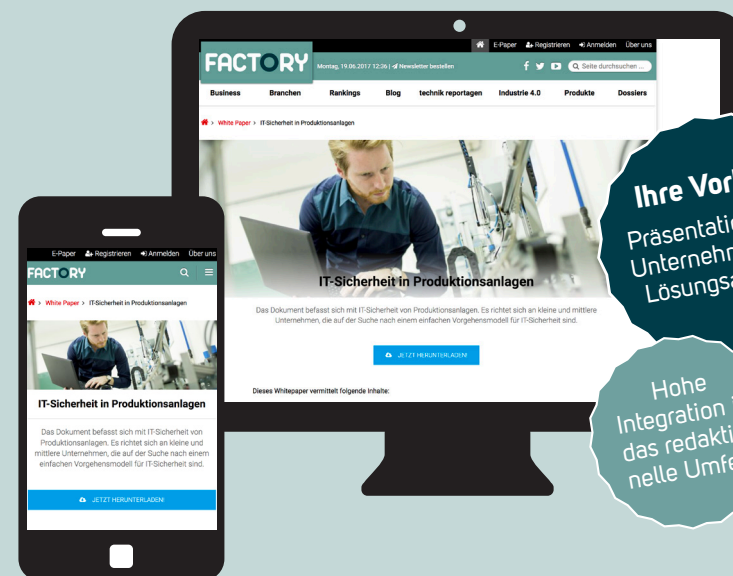 E-Paper Registrieren Anmelden Über uns
FACTORY Montag, 19.06.2017 12:36 | Newsletter bestellen Seite durchsuchen ...
Business Branchen Rankings Blog technik reportagen Industrie 4.0 Produkte Dossiers
> White Paper > IT-Sicherheit in Produktionsanlagen
IT-Sicherheit in Produktionsanlagen
Das Dokument befasst sich mit IT-Sicherheit von Produktionsanlagen. Es richtet sich an kleine und mittlere
Unternehmen, die auf der Suche nach einem einfachen Vorgehensmodell für IT-Sicherheit sind.
JETZT HERUNTERLADEN!
Dieses Whitepaper vermittelt folgende Inhalte:
E-Paper Registrieren Anmelden Über uns
FACTORY
> White Paper > IT-Sicherheit in Produktionsanlagen
IT-Sicherheit in Produktionsanlagen
Das Dokument befasst sich mit IT-Sicherheit von
Produktionsanlagen. Es richtet sich an kleine und
mittlere Unternehmen, die auf der Suche nach einem
einfachen Vorgehensmodell für IT-Sicherheit sind.
JETZT HERUNTERLADEN!
Ihre
Hohe
Integration
das
nelle